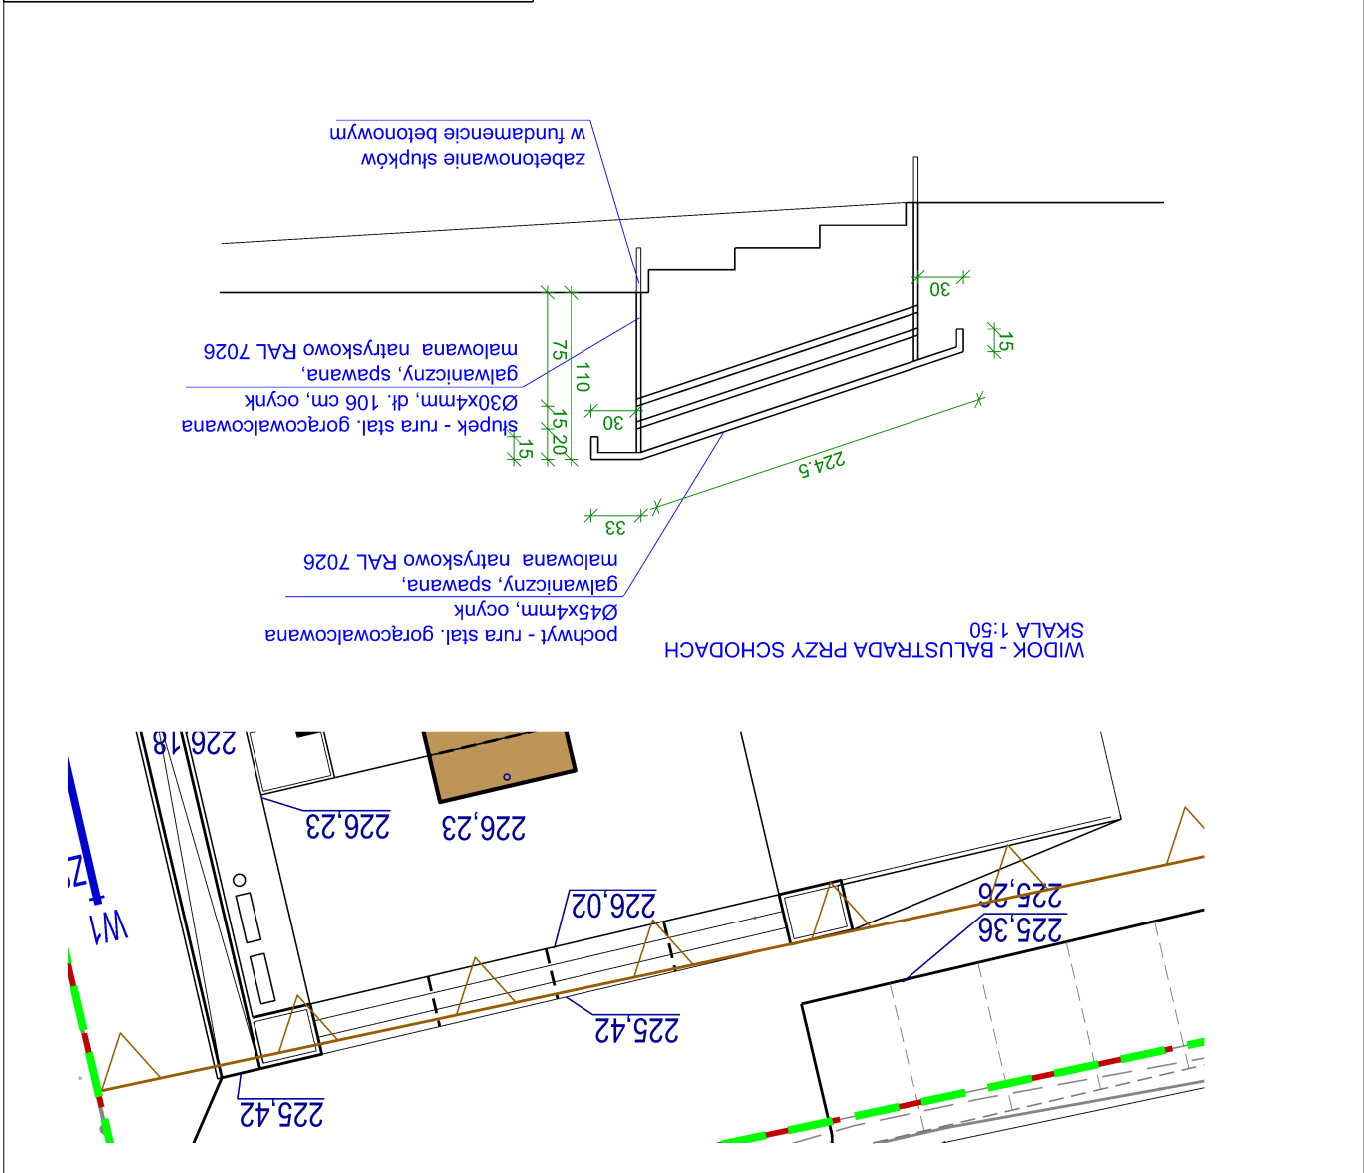 WIDOK - BALUSTRADA PRZY SCHODACH
SKALA 1:50
pochwyt - rura stal. gorącowalcowana
Ø45x4mm, ocynk
galwaniczny, spawana,
malowana natryskowo RAL 7026
33
224.5
15
20
15
30
110
75
słupek - rura stal. gorącowalcowana
Ø30x4mm, dł. 106 cm, ocynk
galwaniczny, spawana,
malowana natryskowo RAL 7026
15
30
zabetonowanie słupków
w fundamencie betonowym
225,42
225,42
225,36
225,26
226,02
W1
226,23
226,23
226,18